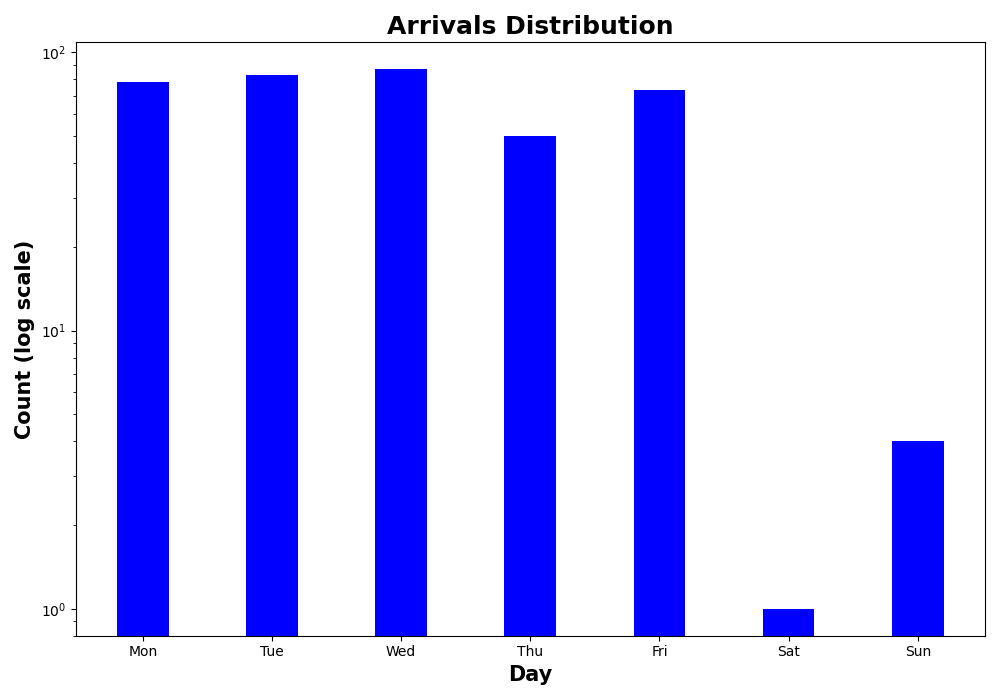 Arrivals Distribution
Count (log scale)
10²
10¹
10⁰
Mon Tue Wed Thu Fri Sat Sun
Day